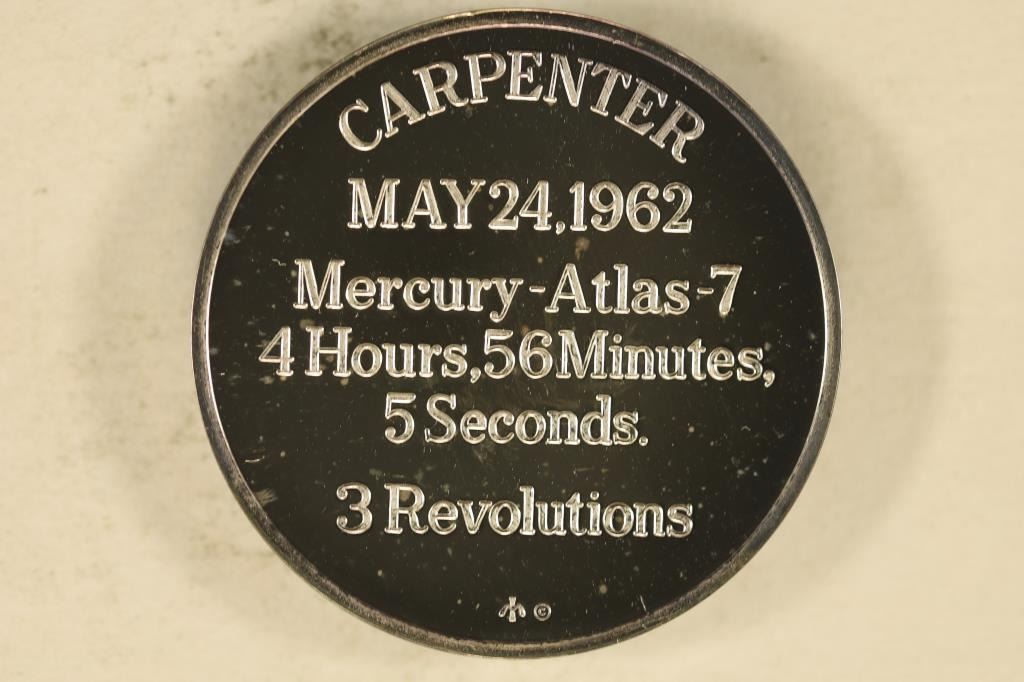 CARPENTER
MAY 24, 1962
Mercury-Atlas-7
4 Hours, 56 Minutes,
5 Seconds.
3 Revolutions
©